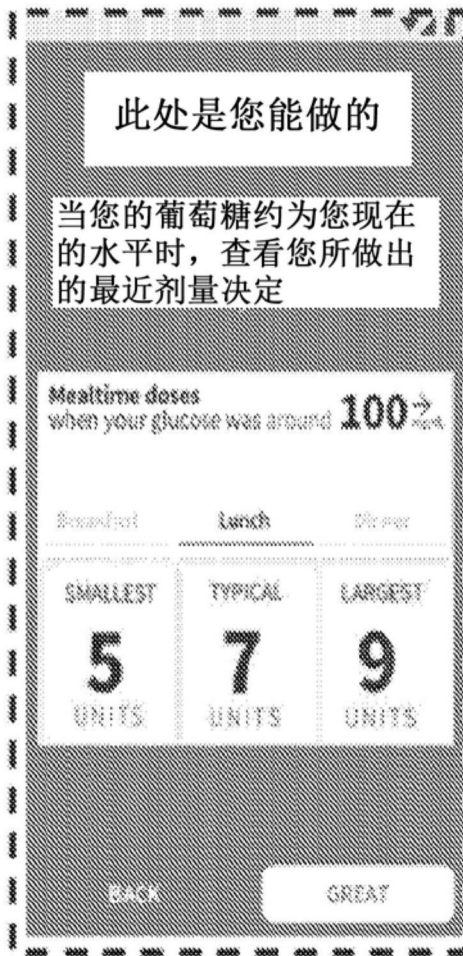 此处是您能做的
当您的葡萄糖约为您现在
的水平时，查看您所做出
的最近剂量决定
Mealtime doses
when your glucose was around 100
Breakfast Lunch Dinner
SMALLEST TYPICAL LARGEST
5 7 9
UNITS UNITS UNITS
BACK GREAT